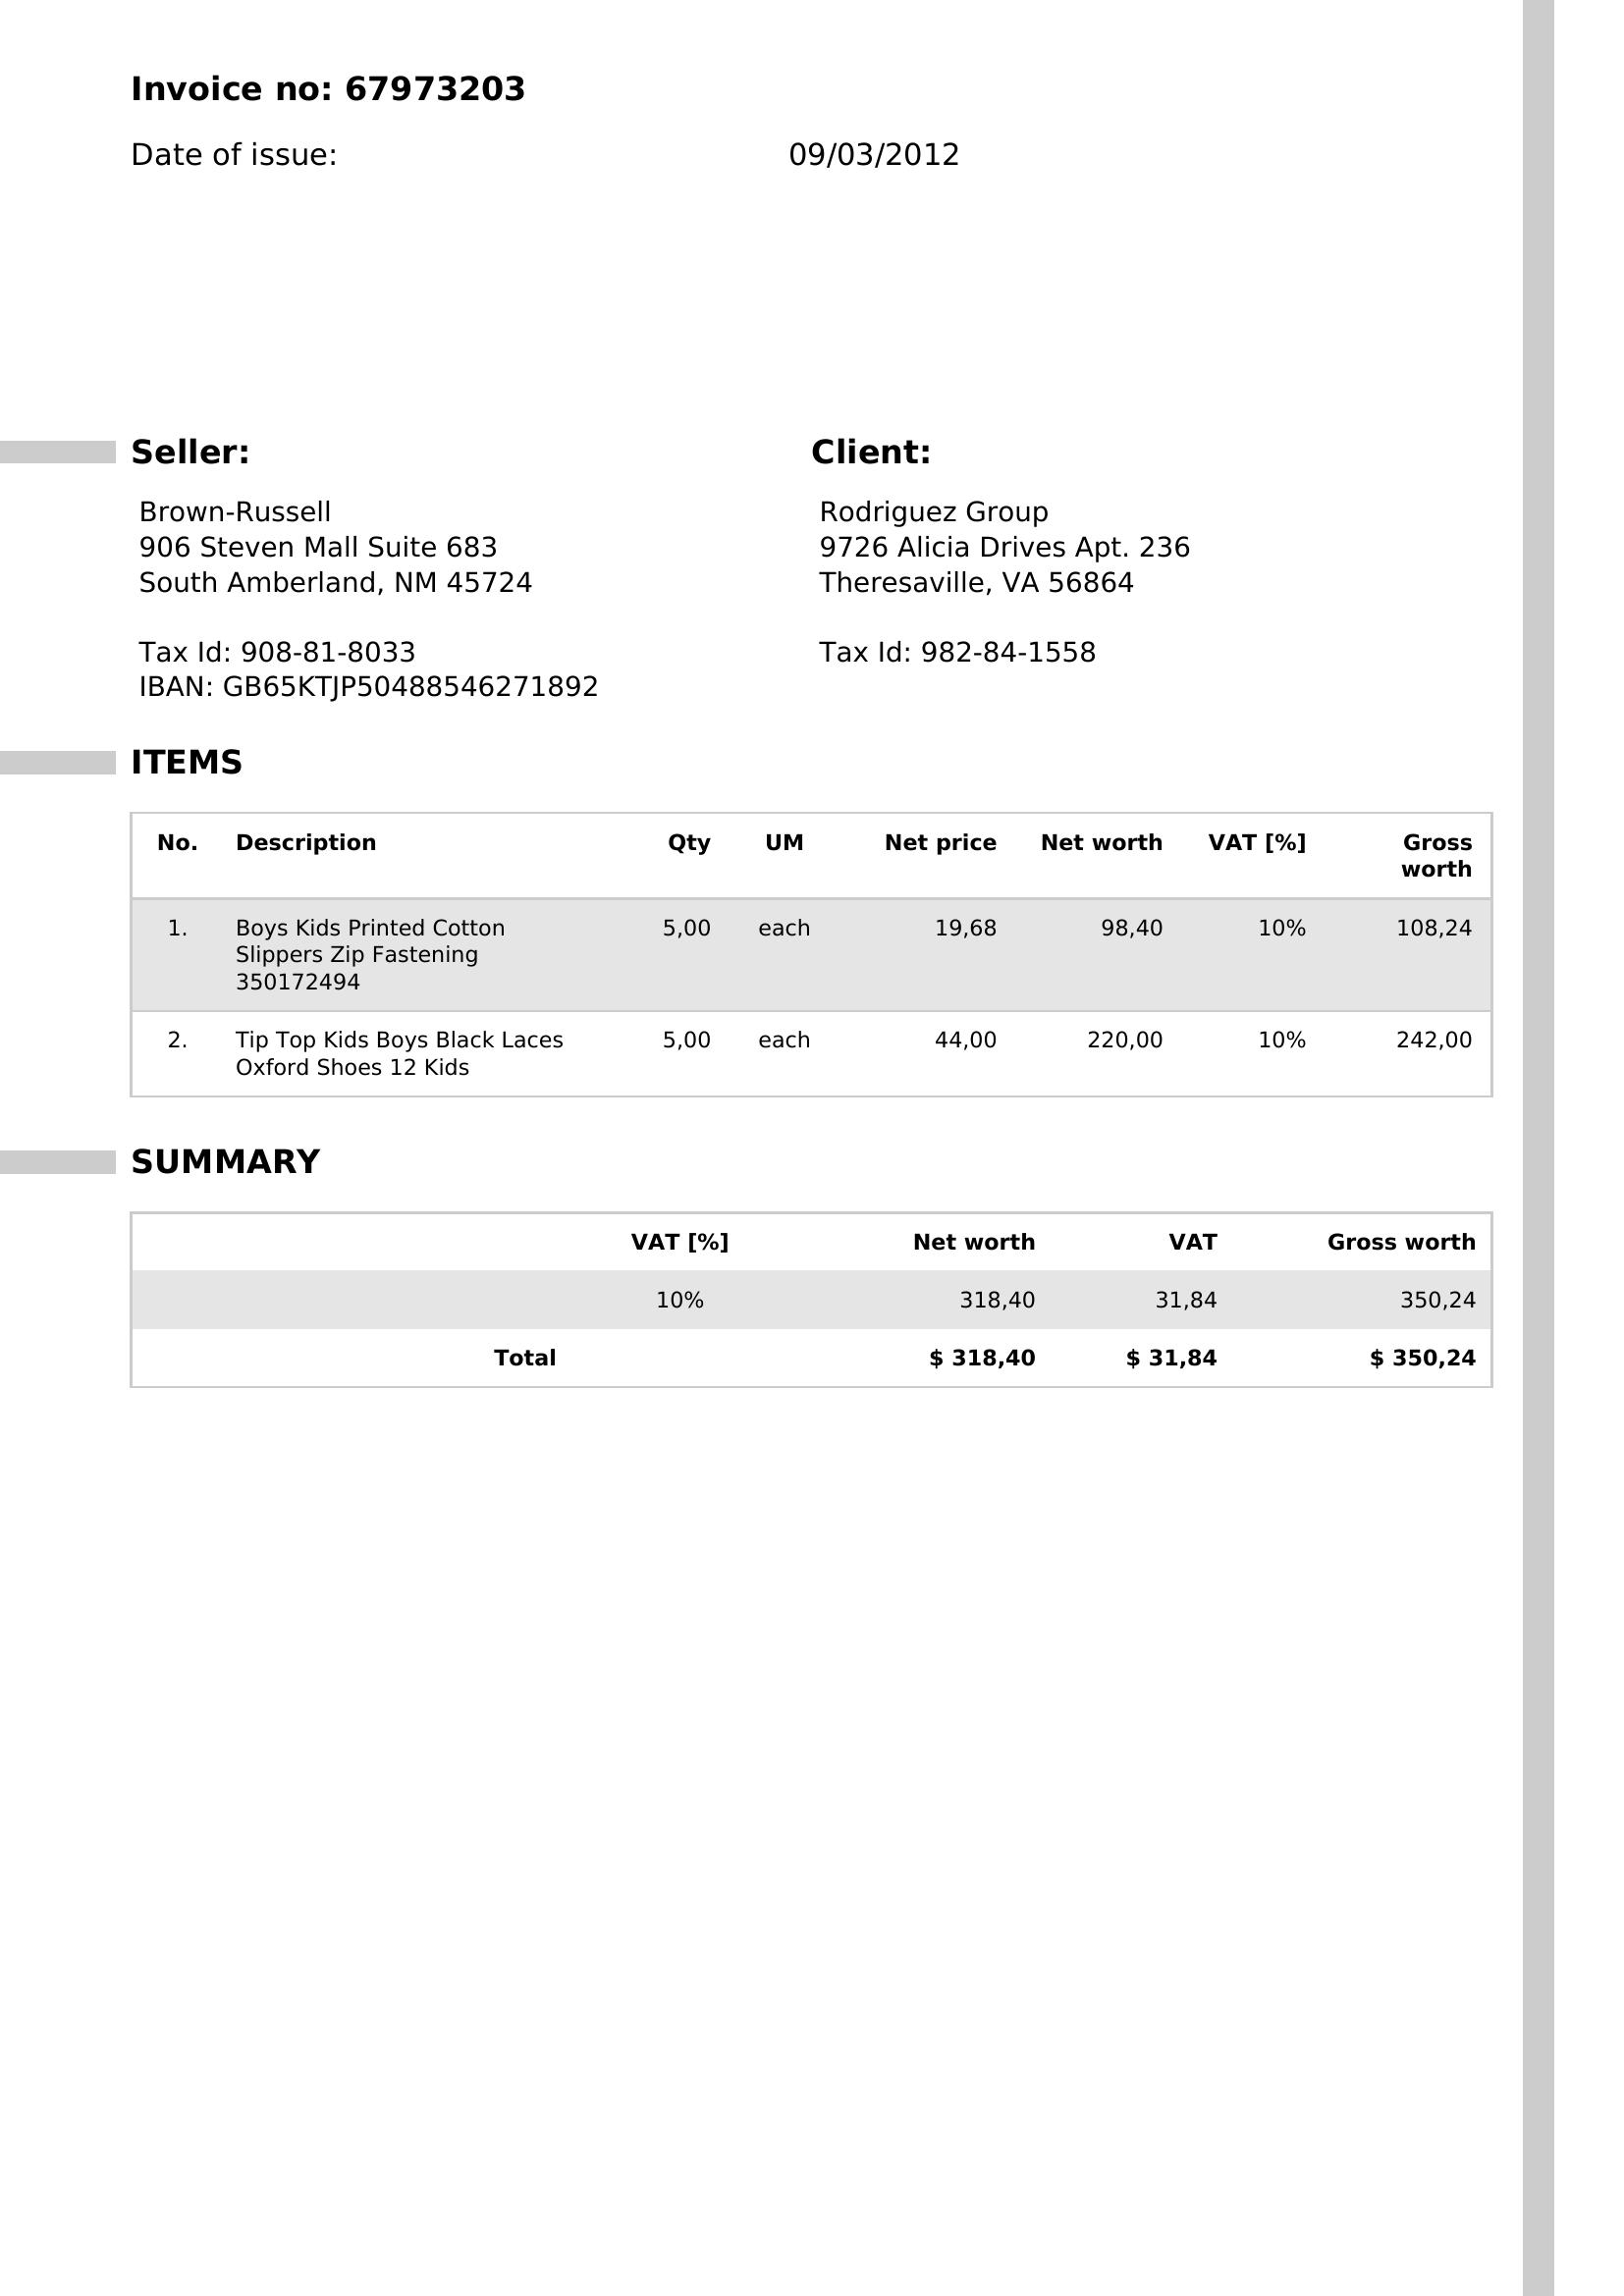 Invoice no: 67973203
Date of issue: 09/03/2012
Seller:
Brown-Russell
906 Steven Mall Suite 683
South Amberland, NM 45724
Tax Id: 908-81-8033
IBAN: GB65KTJP50488546271892
Client:
Rodriguez Group
9726 Alicia Drives Apt. 236
Theresaville, VA 56864
Tax Id: 982-84-1558
ITEMS
No. Description Qty UM Net price Net worth VAT [%] Gross
worth
1. Boys Kids Printed Cotton 5,00 each 19,68 98,40 10% 108,24
Slippers Zip Fastening
350172494
2. Tip Top Kids Boys Black Laces 5,00 each 44,00 220,00 10% 242,00
Oxford Shoes 12 Kids
SUMMARY
VAT [%] Net worth VAT Gross worth
10% 318,40 31,84 350,24
Total $ 318,40 $ 31,84 $ 350,24